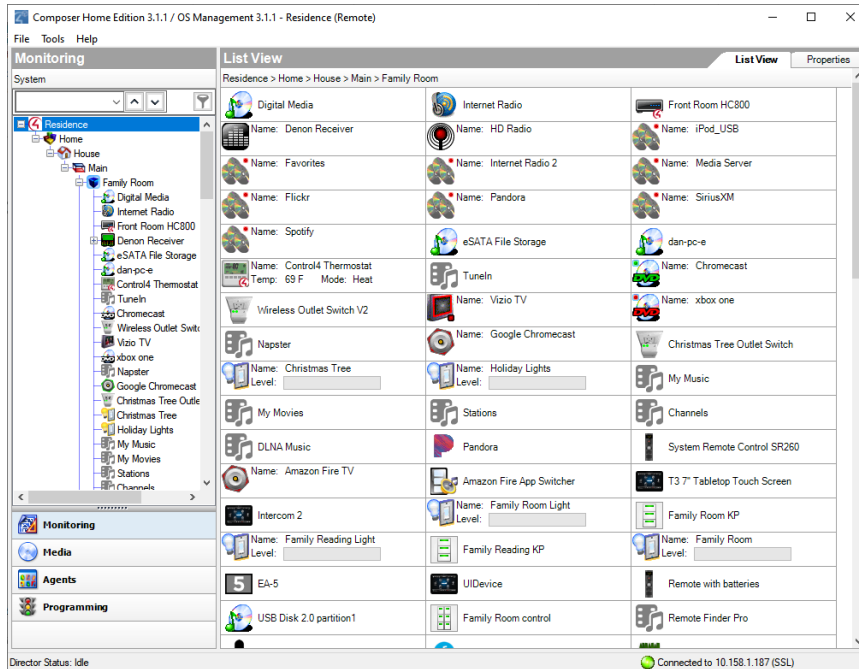 Composer Home Edition 3.1.1 / OS Management 3.1.1 - Residence (Remote)
File Tools Help
Monitoring
System
Residence
Home
House
Main
Family Room
Digital Media
Internet Radio
Front Room HC800
Denon Receiver
eSATA File Storage
dan-pc-e
Control4 Thermostat
TuneIn
Chromecast
Wireless Outlet Switc
Vizio TV
xbox one
Napster
Google Chromecast
Christmas Tree Outle
Christmas Tree
Holiday Lights
My Music
My Movies
Stations
Channels
Monitoring
Media
Agents
Programming
List View
List View Properties
Residence > Home > House > Main > Family Room
Digital Media Internet Radio Front Room HC800
Name: Denon Receiver Name: HD Radio Name: iPod_USB
Name: Favorites Name: Internet Radio 2 Name: Media Server
Name: Flickr Name: Pandora Name: SiriusXM
Name: Spotify eSATA File Storage dan-pc-e
Name: Control4 Thermostat TuneIn Name: Chromecast
Temp: 69 F Mode: Heat
Wireless Outlet Switch V2 Name: Vizio TV Name: xbox one
Napster Name: Google Chromecast Christmas Tree Outlet Switch
Name: Christmas Tree Name: Holiday Lights My Music
Level: Level:
My Movies Stations Channels
DLNA Music Pandora System Remote Control SR260
Name: Amazon Fire TV Amazon Fire App Switcher T3 7" Tabletop Touch Screen
Intercom 2 Name: Family Room Light Family Room KP
Level:
Name: Family Reading Light Family Reading KP Name: Family Room
Level: Level:
5 EA-5 UIDevice Remote with batteries
USB Disk 2.0 partition1 Family Room control Remote Finder Pro
Director Status: Idle Connected to 10.158.1.187 (SSL)